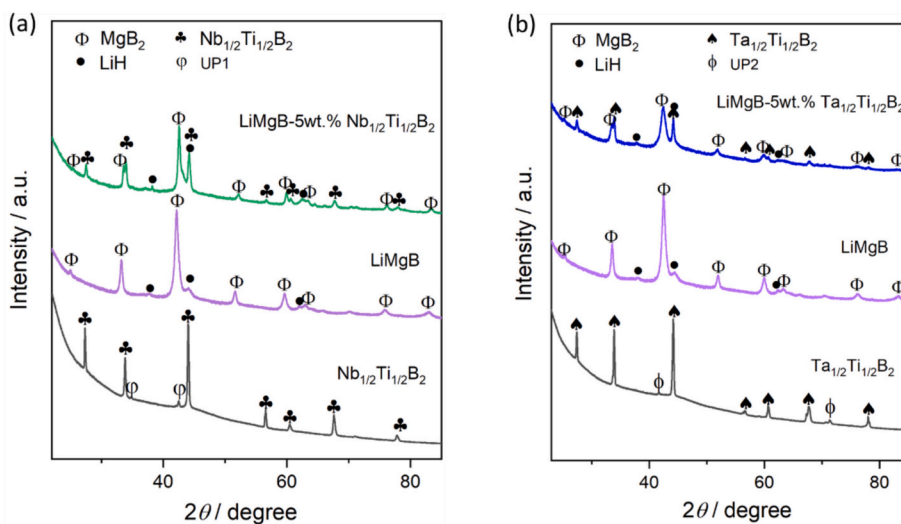 (a)
Φ MgB₂ ♣ Nb₁/₂Ti₁/₂B₂
● LiH φ UP1
LiMgB-5wt.% Nb₁/₂Ti₁/₂B₂
LiMgB
Nb₁/₂Ti₁/₂B₂
Intensity / a.u.
40 60 80
2θ / degree
(b)
Φ MgB₂ ♠ Ta₁/₂Ti₁/₂B₂
● LiH ϕ UP2
LiMgB-5wt.% Ta₁/₂Ti₁/₂B₂
LiMgB
Ta₁/₂Ti₁/₂B₂
Intensity / a.u.
40 60 80
2θ / degree